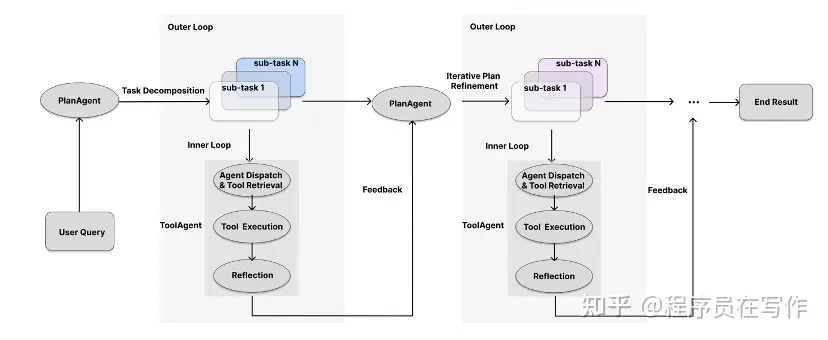 Outer Loop
sub-task N
sub-task 1
PlanAgent
Task Decomposition
Inner Loop
Agent Dispatch
& Tool Retrieval
ToolAgent
Tool Execution
Reflection
User Query
Feedback
PlanAgent
Iterative Plan
Refinement
Outer Loop
sub-task N
sub-task 1
Inner Loop
Agent Dispatch
& Tool Retrieval
ToolAgent
Tool Execution
Reflection
Feedback
...
End Result
知乎 @程序员在写作